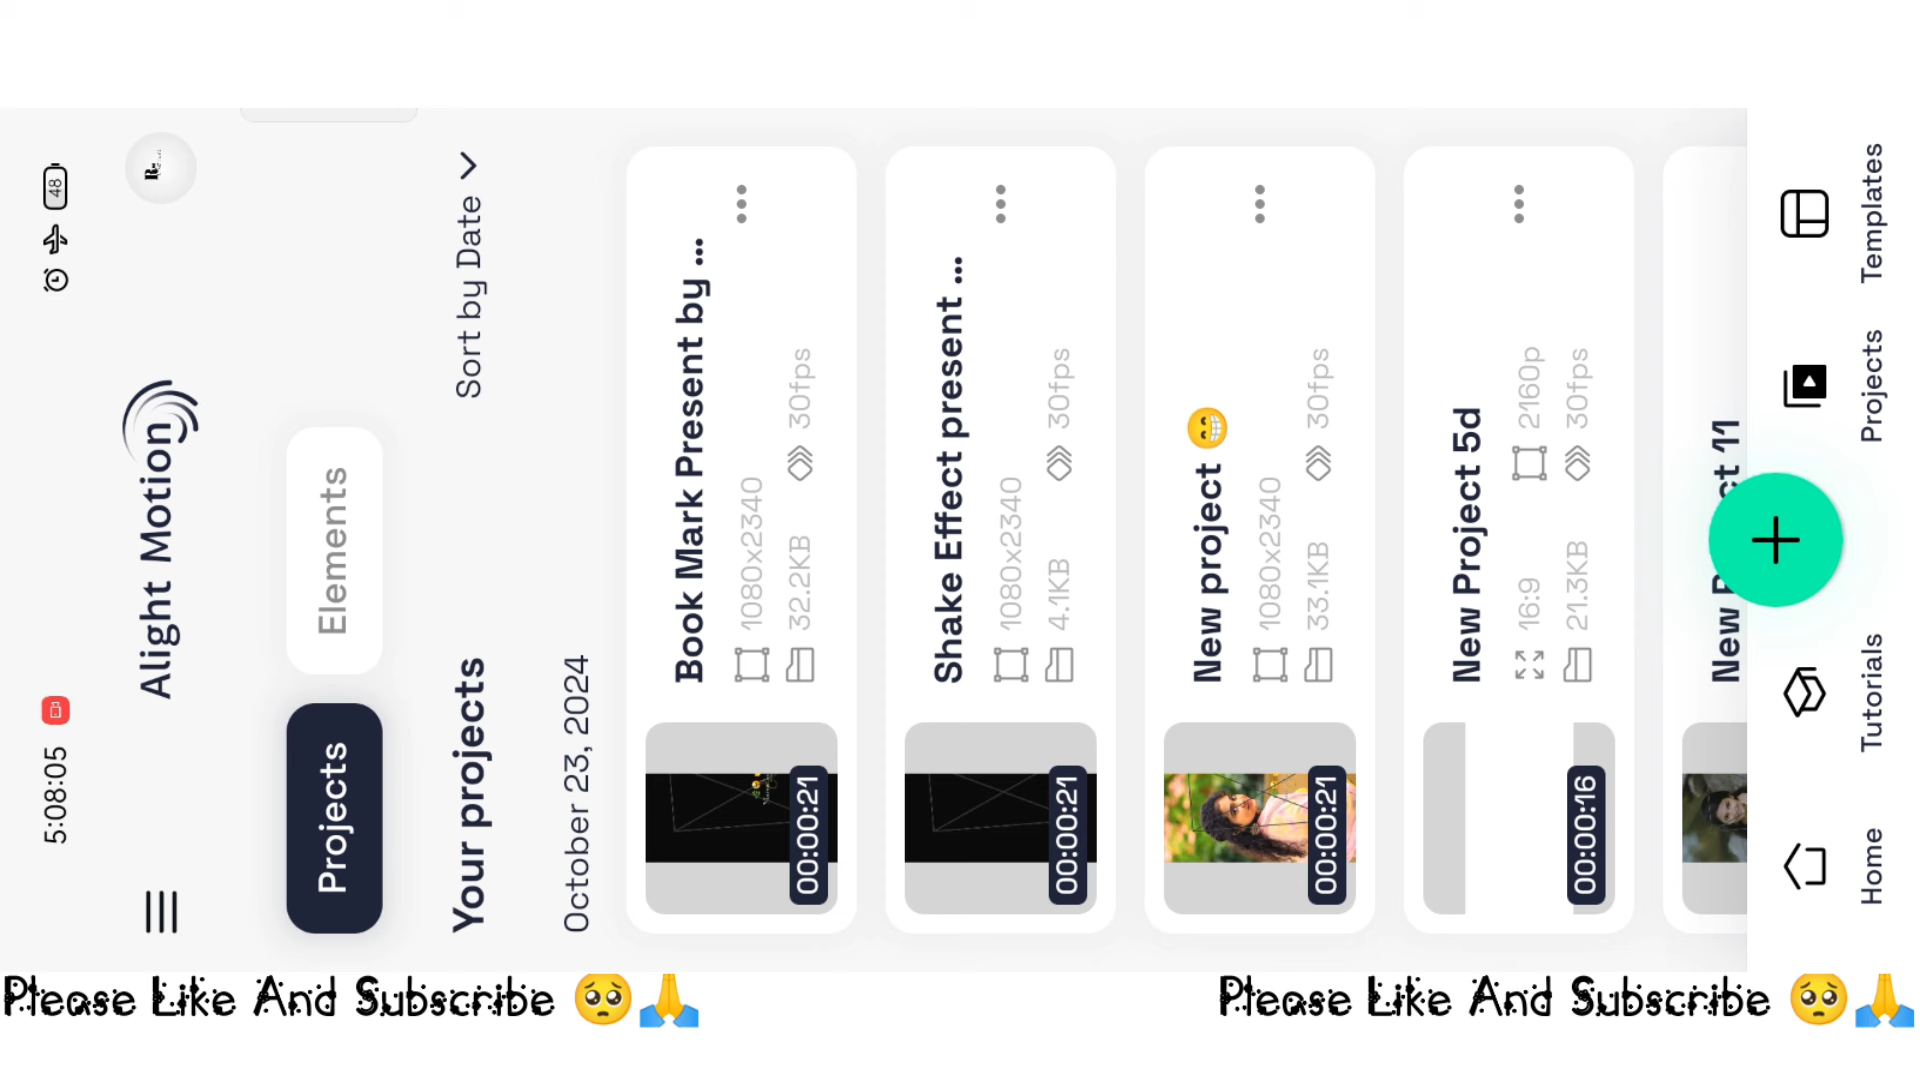 5:08:05
48
Alight Motion
Projects
Elements
Your projects
Sort by Date
October 23, 2024
Book Mark Present by ...
1080x2340
32.2KB
30fps
00:00:21
Shake Effect present ...
1080x2340
4.1KB
30fps
00:00:21
New project 😁
1080x2340
33.1KB
30fps
00:00:21
New Project 5d
16:9
2160p
21.3KB
30fps
00:00:16
New ct 11
Home
Tutorials
Projects
Templates
Please Like And Subscribe 🥺🙏
Please Like And Subscribe 🥺🙏